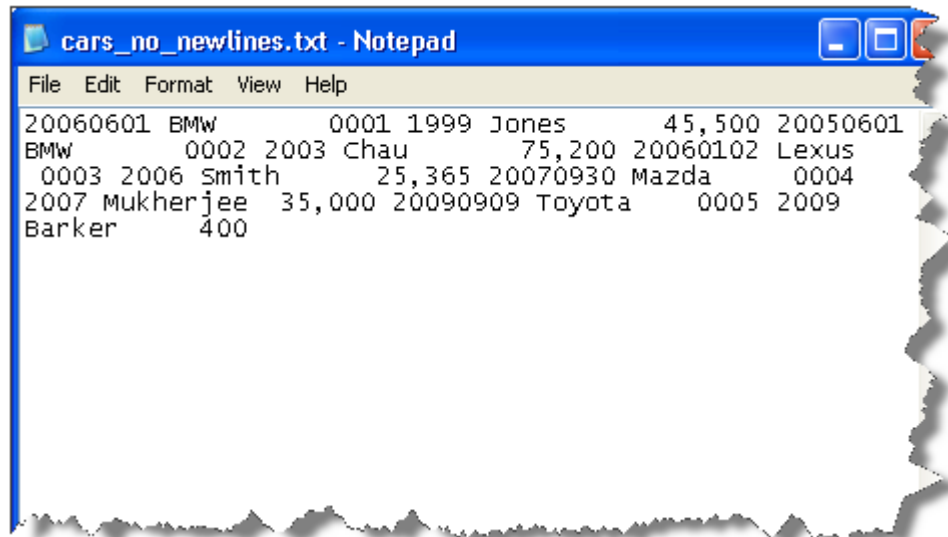 cars_no_newlines.txt - Notepad
File Edit Format View Help
20060601 BMW        0001 1999 Jones      45,500 20050601
BMW       0002 2003 Chau       75,200 20060102 Lexus
 0003 2006 Smith      25,365 20070930 Mazda     0004
2007 Mukherjee  35,000 20090909 Toyota    0005 2009
Barker     400